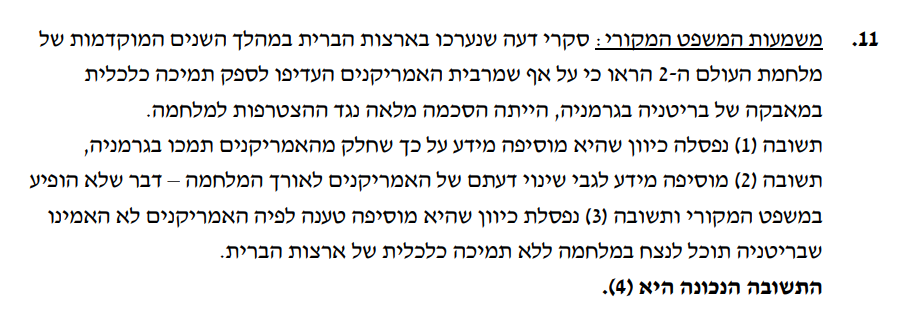 11. משמעות המשפט המקורי: סקרי דעה שנערכו בארצות הברית במהלך השנים המוקדמות של
מלחמת העולם ה-2 הראו כי על אף שמרבית האמריקנים העדיפו לספק תמיכה כלכלית
במאבקה של בריטניה בגרמניה, הייתה הסכמה מלאה נגד ההצטרפות למלחמה.
תשובה (1) נפסלה כיוון שהיא מוסיפה מידע על כך שחלק מהאמריקנים תמכו בגרמניה,
תשובה (2) מוסיפה מידע לגבי שינוי דעתם של האמריקנים לאורך המלחמה – דבר שלא הופיע
במשפט המקורי ותשובה (3) נפסלת כיוון שהיא מוסיפה טענה לפיה האמריקנים לא האמינו
שבריטניה תוכל לנצח במלחמה ללא תמיכה כלכלית של ארצות הברית.
התשובה הנכונה היא (4).